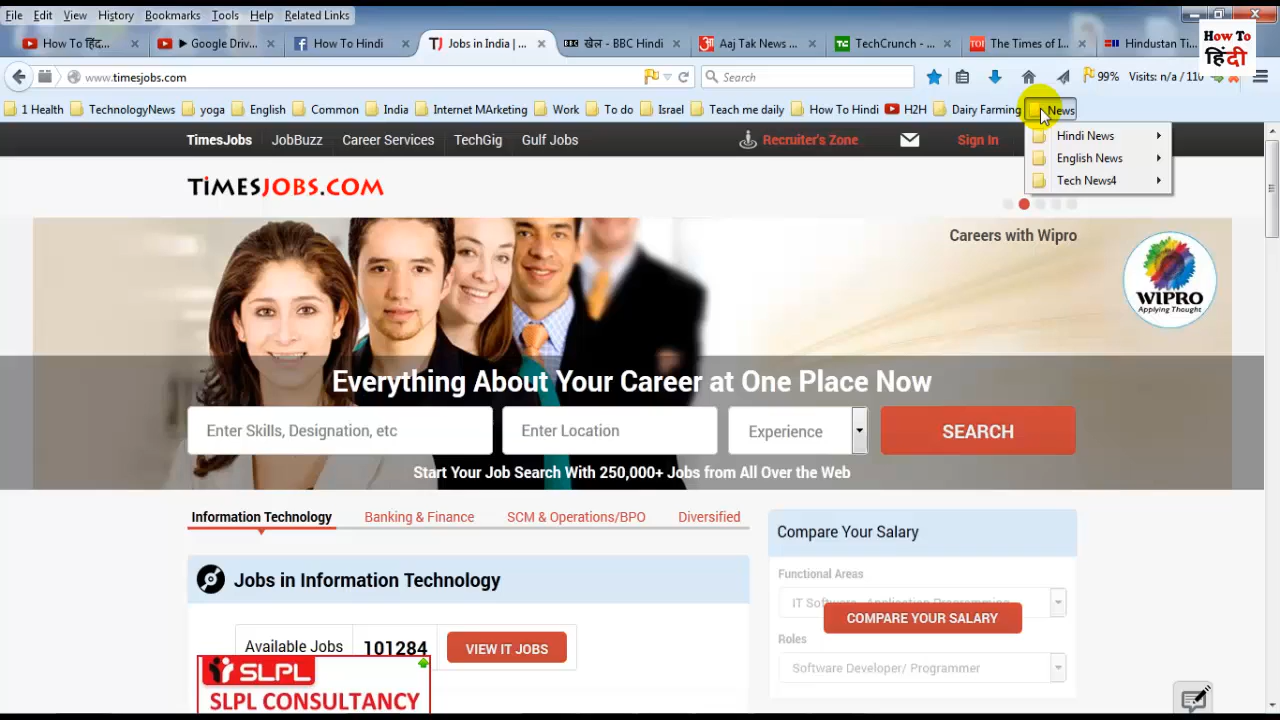 File Edit View History Bookmarks Tools Help Related Links
How To हिंदी
How To हिं... ▶ Google Driv... How To Hindi Jobs in India | ... खेल - BBC Hindi Aaj Tak News ... TechCrunch - ... The Times of I... Hindustan Ti...
www.timesjobs.com Search 99% Visits: n/a / 110
1 Health TechnologyNews yoga English Comm India Internet MArketing Work To do Israel Teach me daily How To Hindi H2H Dairy Farming News
Hindi News
English News
Tech News4
TimesJobs JobBuzz Career Services TechGig Gulf Jobs Recruiter's Zone Sign In
TIMESJOBS.COM
Careers with Wipro
WIPRO
Applying Thought
Everything About Your Career at One Place Now
Enter Skills, Designation, etc Enter Location Experience SEARCH
Start Your Job Search With 250,000+ Jobs from All Over the Web
Information Technology Banking & Finance SCM & Operations/BPO Diversified
Compare Your Salary
Jobs in Information Technology
Functional Areas
IT Software - Application Programming
COMPARE YOUR SALARY
Available Jobs 101284 VIEW IT JOBS
Roles
Software Developer/ Programmer
SLPL
SLPL CONSULTANCY